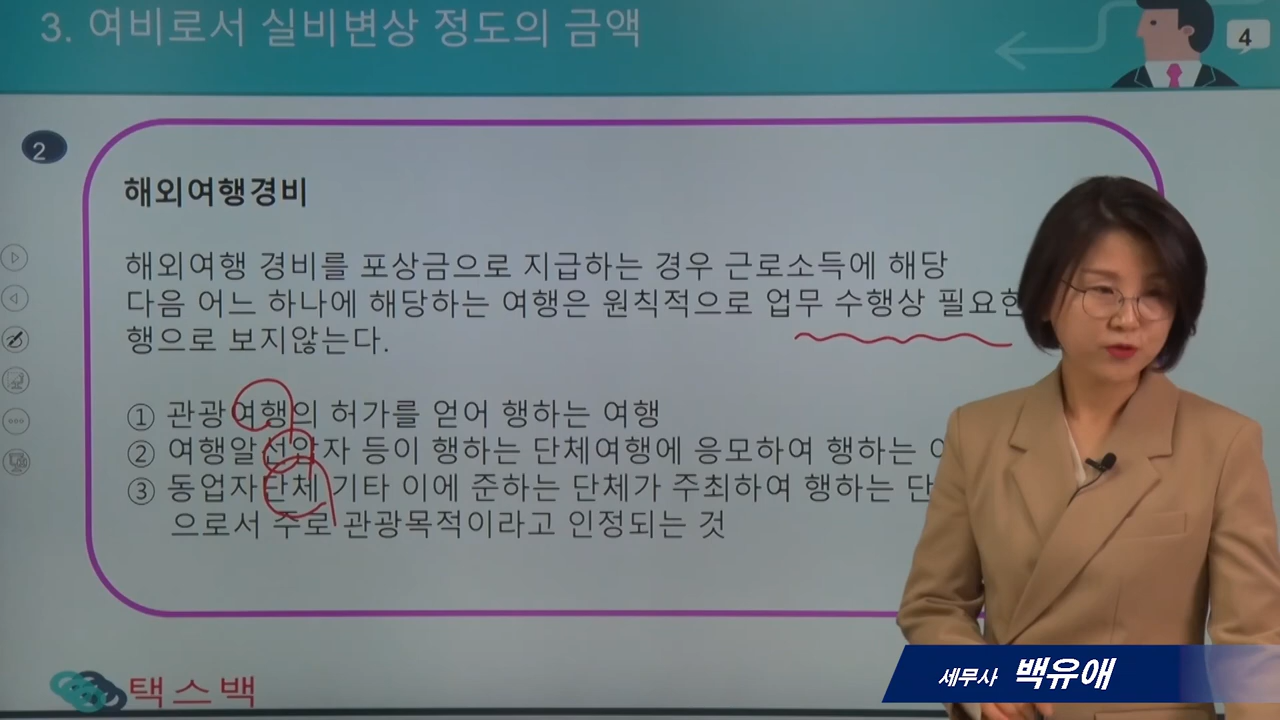 3. 여비로서 실비변상 정도의 금액
4
2
해외여행경비
해외여행 경비를 포상금으로 지급하는 경우 근로소득에 해당
다음 어느 하나에 해당하는 여행은 원칙적으로 업무 수행상 필요한
행으로 보지않는다.
① 관광여행의 허가를 얻어 행하는 여행
② 여행알선업자 등이 행하는 단체여행에 응모하여 행하는
③ 동업자단체 기타 이에 준하는 단체가 주최하여 행하는 단
으로서 주로 관광목적이라고 인정되는 것
택스백
세무사 백유애